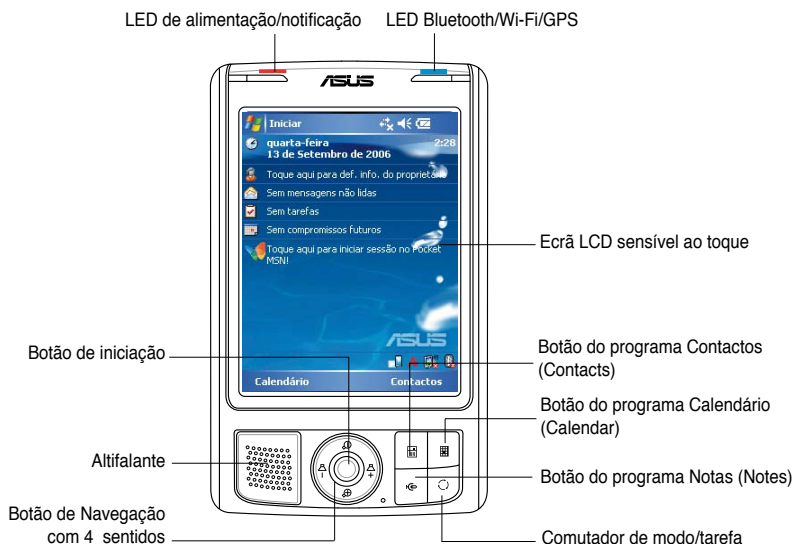 LED de alimentação/notificação
LED Bluetooth/Wi-Fi/GPS
ASUS
Iniciar
quarta-feira
2:28
13 de Setembro de 2006
Toque aqui para def. info. do proprietário
Sem mensagens não lidas
Sem tarefas
Sem compromissos futuros
Toque aqui para iniciar sessão no Pocket
MSN!
ASUS
Calendário
Contactos
Ecrã LCD sensível ao toque
Botão de iniciação
Botão do programa Contactos
(Contacts)
Botão do programa Calendário
(Calendar)
Altifalante
Botão do programa Notas (Notes)
Botão de Navegação
com 4 sentidos
Comutador de modo/tarefa